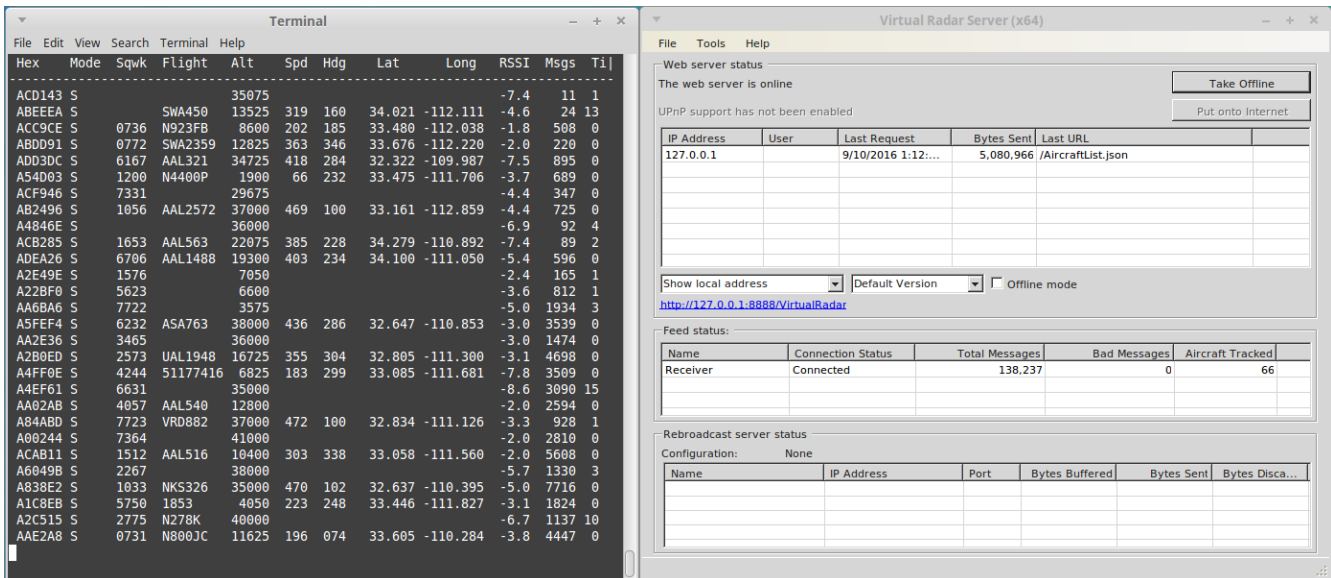 Terminal
File Edit View Search Terminal Help
Hex Mode Sqwk Flight Alt Spd Hdg Lat Long RSSI Msgs Ti|
--------------------------------------------------------------------------------
ACD143 S 35075 -7.4 11 1
ABEEEA S SWA450 13525 319 160 34.021 -112.111 -4.6 24 13
ACC9CE S 0736 N923FB 8600 202 185 33.480 -112.038 -1.8 508 0
ABDD91 S 0772 SWA2359 12825 363 346 33.676 -112.220 -2.0 220 0
ADD3DC S 6167 AAL321 34725 418 284 32.322 -109.987 -7.5 895 0
A54D03 S 1200 N4400P 1900 66 232 33.475 -111.706 -3.7 689 0
ACF946 S 7331 29675 -4.4 347 0
AB2496 S 1056 AAL2572 37000 469 100 33.161 -112.859 -4.4 725 0
A4846E S 36000 -6.9 92 4
ACB285 S 1653 AAL563 22075 385 228 34.279 -110.892 -7.4 89 2
ADEA26 S 6706 AAL1488 19300 403 234 34.100 -111.050 -5.4 596 0
A2E49E S 1576 7050 -2.4 165 1
A22BF0 S 5623 6600 -3.6 812 1
AA6BA6 S 7722 3575 -5.0 1934 3
A5FEF4 S 6232 ASA763 38000 436 286 32.647 -110.853 -3.0 3539 0
AA2E36 S 3465 36000 -3.0 1474 0
A2B0ED S 2573 UAL1948 16725 355 304 32.805 -111.300 -3.1 4698 0
A4FF0E S 4244 51177416 6825 183 299 33.085 -111.681 -7.8 3509 0
A4EF61 S 6631 35000 -8.6 3090 15
AA02AB S 4057 AAL540 12800 -2.0 2594 0
A84ABD S 7723 VRD882 37000 472 100 32.834 -111.126 -3.3 928 1
A00244 S 7364 41000 -2.0 2810 0
ACAB11 S 1512 AAL516 10400 303 338 33.058 -111.560 -2.0 5608 0
A6049B S 2267 38000 -5.7 1330 3
A838E2 S 1033 NKS326 35000 470 102 32.637 -110.395 -5.0 7716 0
A1C8EB S 5750 1853 4050 223 248 33.446 -111.827 -3.1 1824 0
A2C515 S 2775 N278K 40000 -6.7 1137 10
AAE2A8 S 0731 N800JC 11625 196 074 33.605 -110.284 -3.8 4447 0
Virtual Radar Server (x64)
File Tools Help
Web server status
The web server is online Take Offline
UPnP support has not been enabled Put onto Internet
IP Address User Last Request Bytes Sent Last URL
127.0.0.1 9/10/2016 1:12:... 5,080,966 /AircraftList.json
Show local address Default Version Offline mode
http://127.0.0.1:8888/VirtualRadar
Feed status:
Name Connection Status Total Messages Bad Messages Aircraft Tracked
Receiver Connected 138,237 0 66
Rebroadcast server status
Configuration: None
Name IP Address Port Bytes Buffered Bytes Sent Bytes Disca...